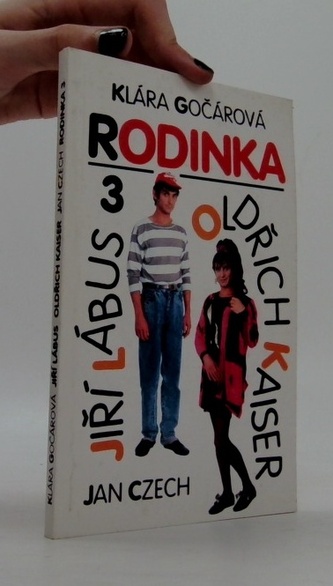 KLÁRA GOČÁROVÁ
RODINKA
3
JIŘÍ LÁBUS
OLDŘICH KAISER
JAN CZECH
KLÁRA GOČÁROVÁ JIŘÍ LÁBUS OLDŘICH KAISER JAN CZECH RODINKA 3